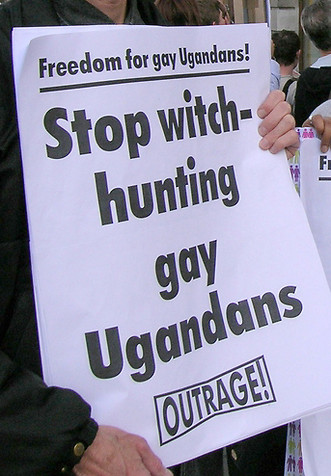 Freedom for gay Ugandans!
Stop witch-
hunting
gay
Ugandans
OUTRAGE!